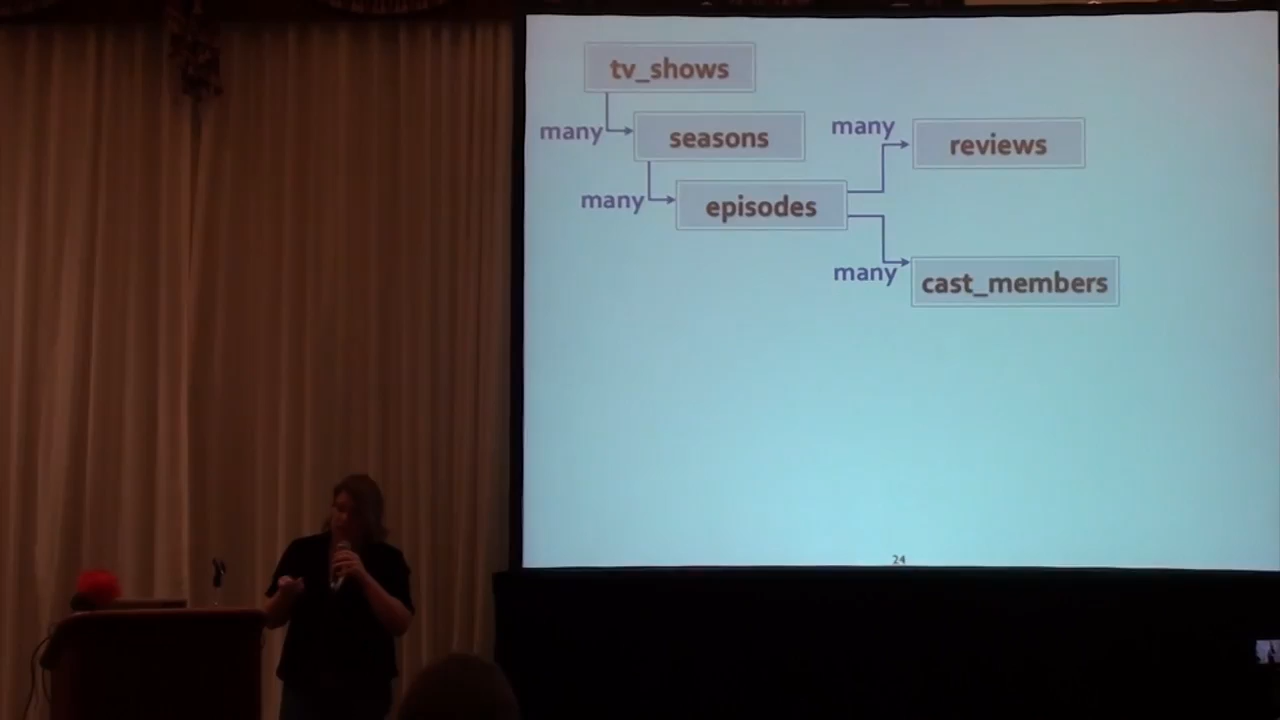 tv_shows
many
seasons
many
reviews
many
episodes
many
cast_members
24